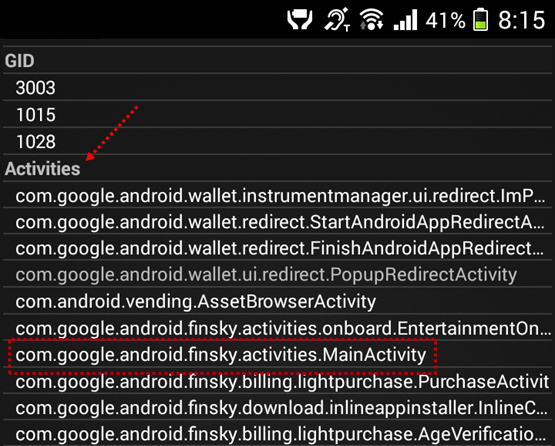 41% 8:15
GID
3003
1015
1028
Activities
com.google.android.wallet.instrumentmanager.ui.redirect.ImP...
com.google.android.wallet.redirect.StartAndroidAppRedirectA...
com.google.android.wallet.redirect.FinishAndroidAppRedirect...
com.google.android.wallet.ui.redirect.PopupRedirectActivity
com.android.vending.AssetBrowserActivity
com.google.android.finsky.activities.onboard.EntertainmentOn...
com.google.android.finsky.activities.MainActivity
com.google.android.finsky.billing.lightpurchase.PurchaseActivit
com.google.android.finsky.download.inlineappinstaller.InlineC...
com.google.android.finsky.billing.lightpurchase.AgeVerificatio...